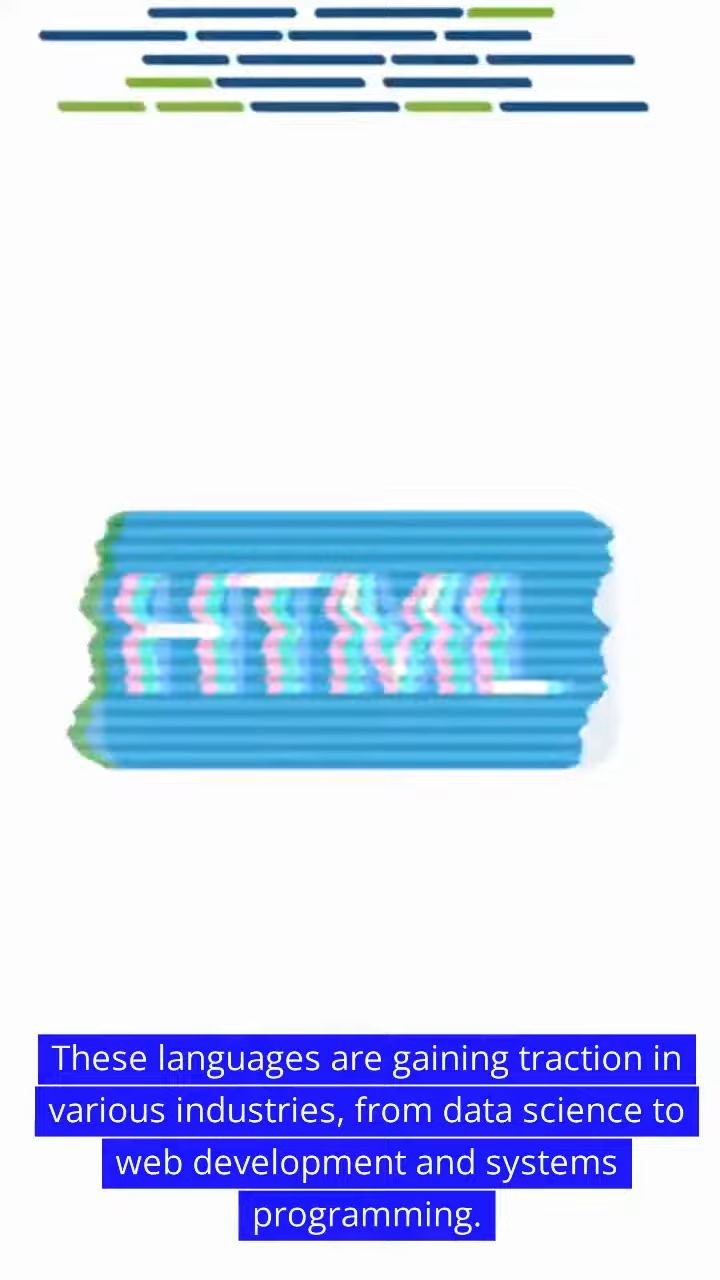 HTML
These languages are gaining traction in
various industries, from data science to
web development and systems
programming.